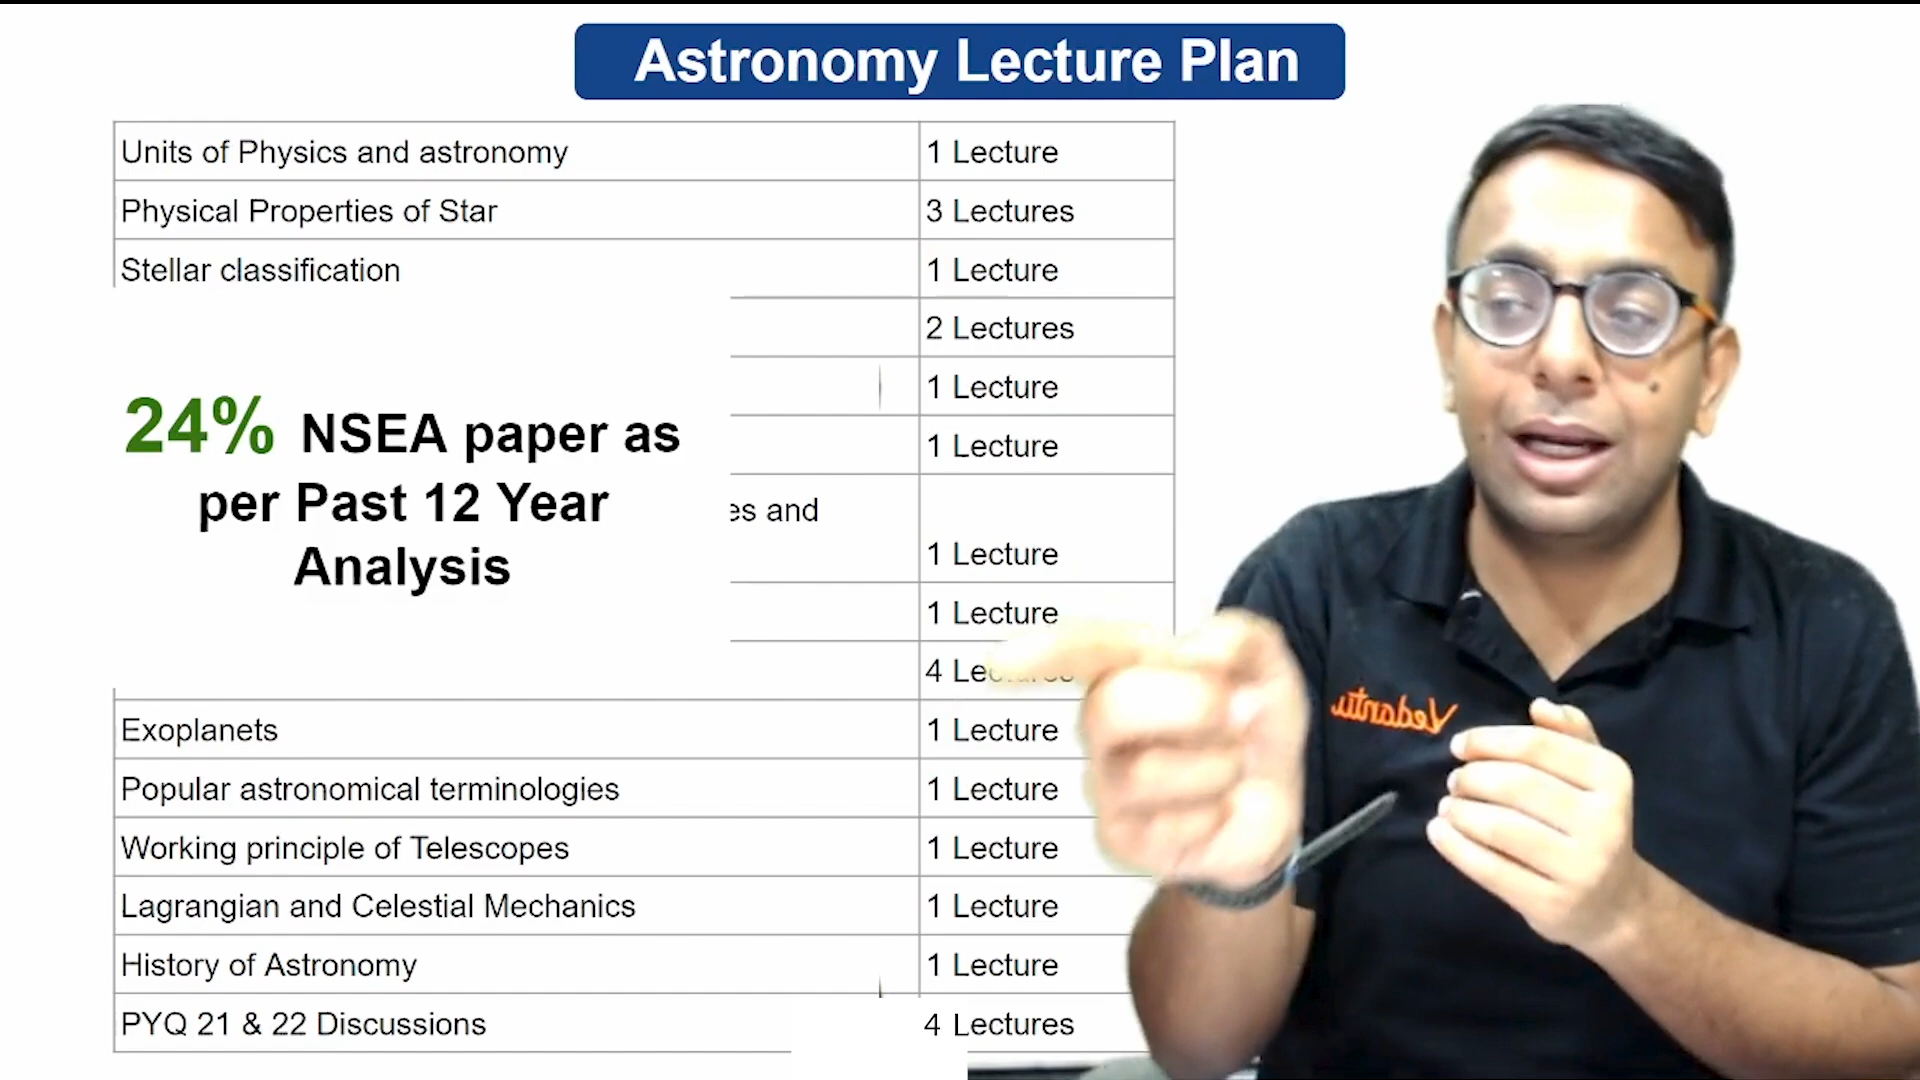 Astronomy Lecture Plan
Units of Physics and astronomy 1 Lecture
Physical Properties of Star 3 Lectures
Stellar classification 1 Lecture
2 Lectures
1 Lecture
1 Lecture
24% NSEA paper as
per Past 12 Year
Analysis
es and
1 Lecture
1 Lecture
4 Lectures
Exoplanets 1 Lecture
Popular astronomical terminologies 1 Lecture
Working principle of Telescopes 1 Lecture
Lagrangian and Celestial Mechanics 1 Lecture
History of Astronomy 1 Lecture
PYQ 21 & 22 Discussions 4 Lectures
Vedantu